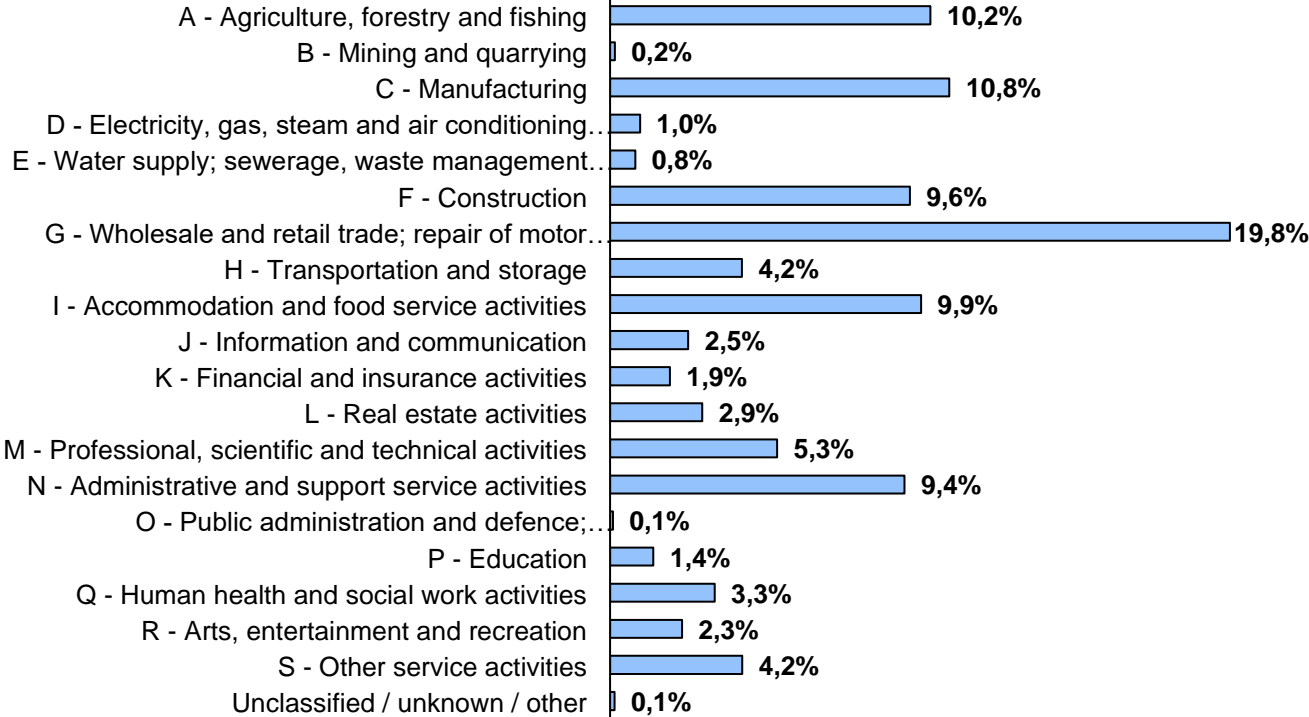 A - Agriculture, forestry and fishing 10,2%
B - Mining and quarrying 0,2%
C - Manufacturing 10,8%
D - Electricity, gas, steam and air conditioning… 1,0%
E - Water supply; sewerage, waste management… 0,8%
F - Construction 9,6%
G - Wholesale and retail trade; repair of motor… 19,8%
H - Transportation and storage 4,2%
I - Accommodation and food service activities 9,9%
J - Information and communication 2,5%
K - Financial and insurance activities 1,9%
L - Real estate activities 2,9%
M - Professional, scientific and technical activities 5,3%
N - Administrative and support service activities 9,4%
O - Public administration and defence;… 0,1%
P - Education 1,4%
Q - Human health and social work activities 3,3%
R - Arts, entertainment and recreation 2,3%
S - Other service activities 4,2%
Unclassified / unknown / other 0,1%